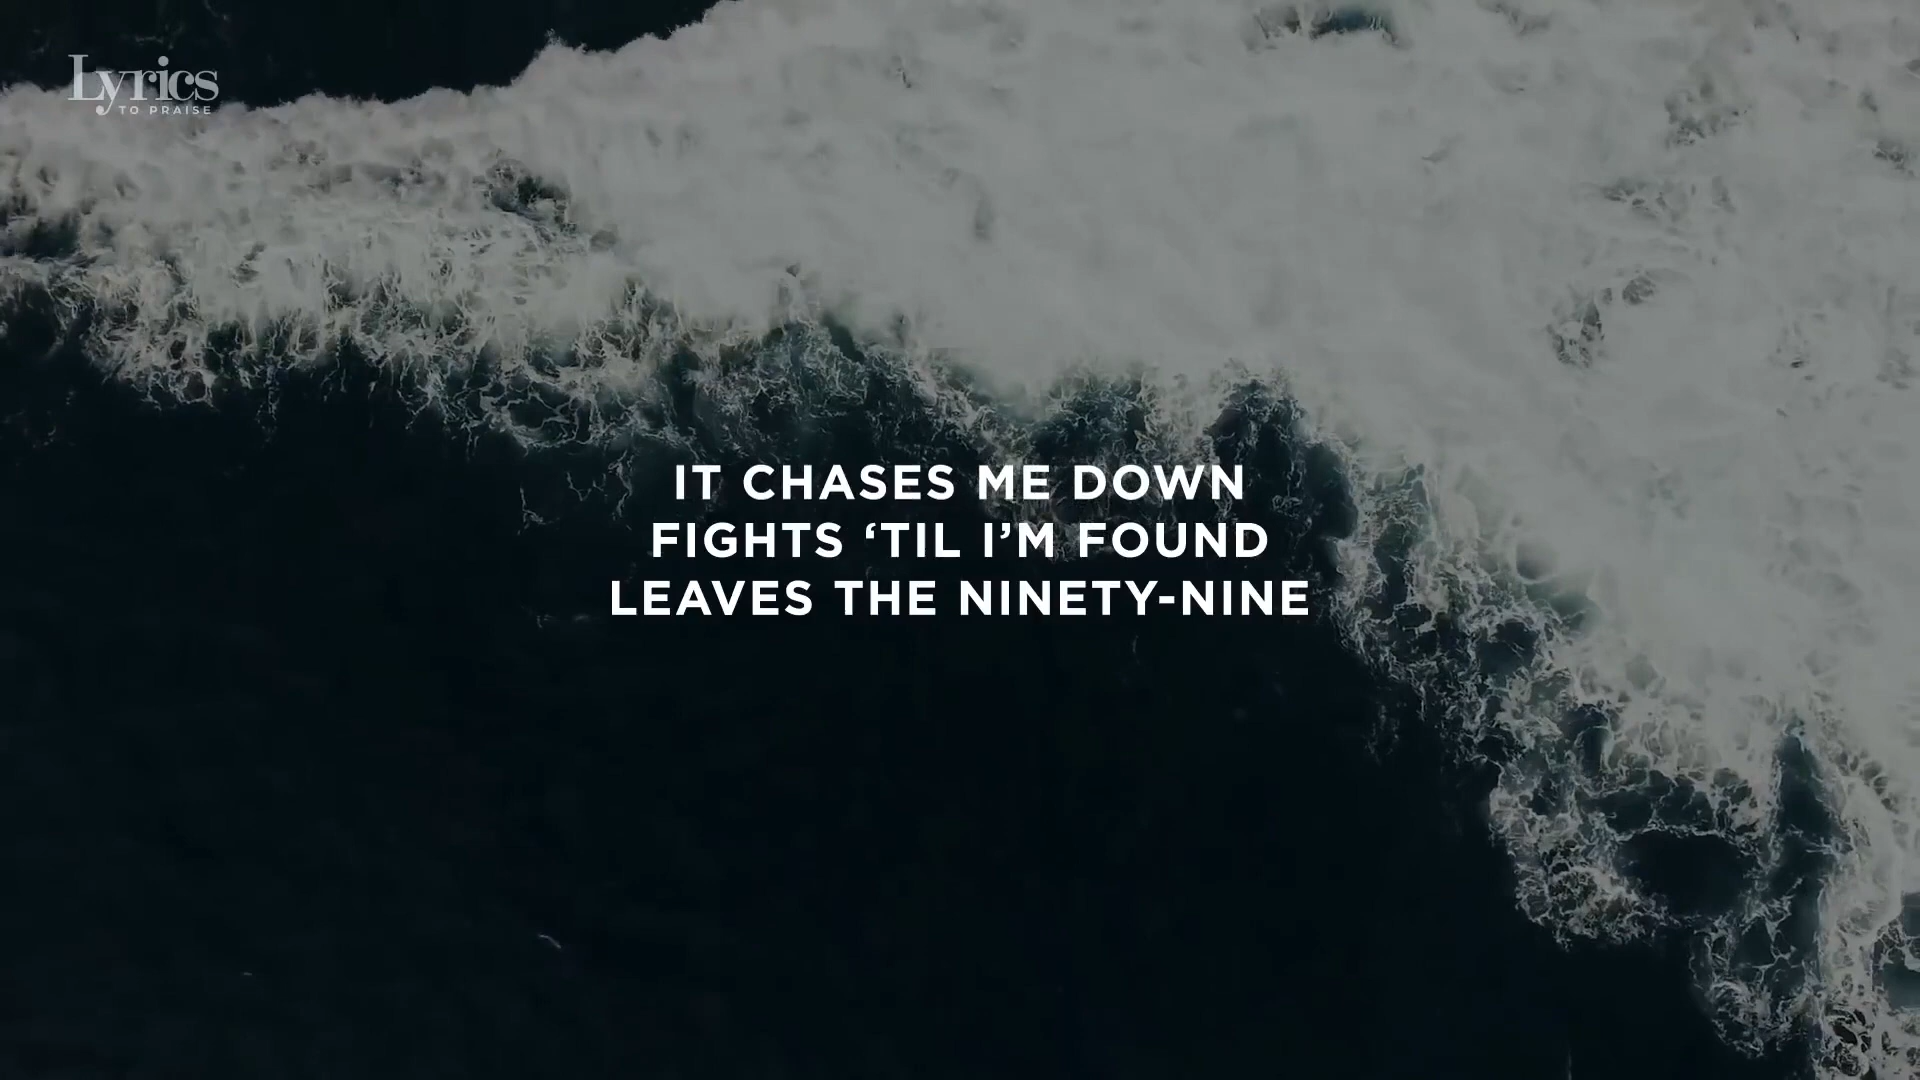 Lyrics
TO PRAISE
IT CHASES ME DOWN
FIGHTS ‘TIL I’M FOUND
LEAVES THE NINETY-NINE